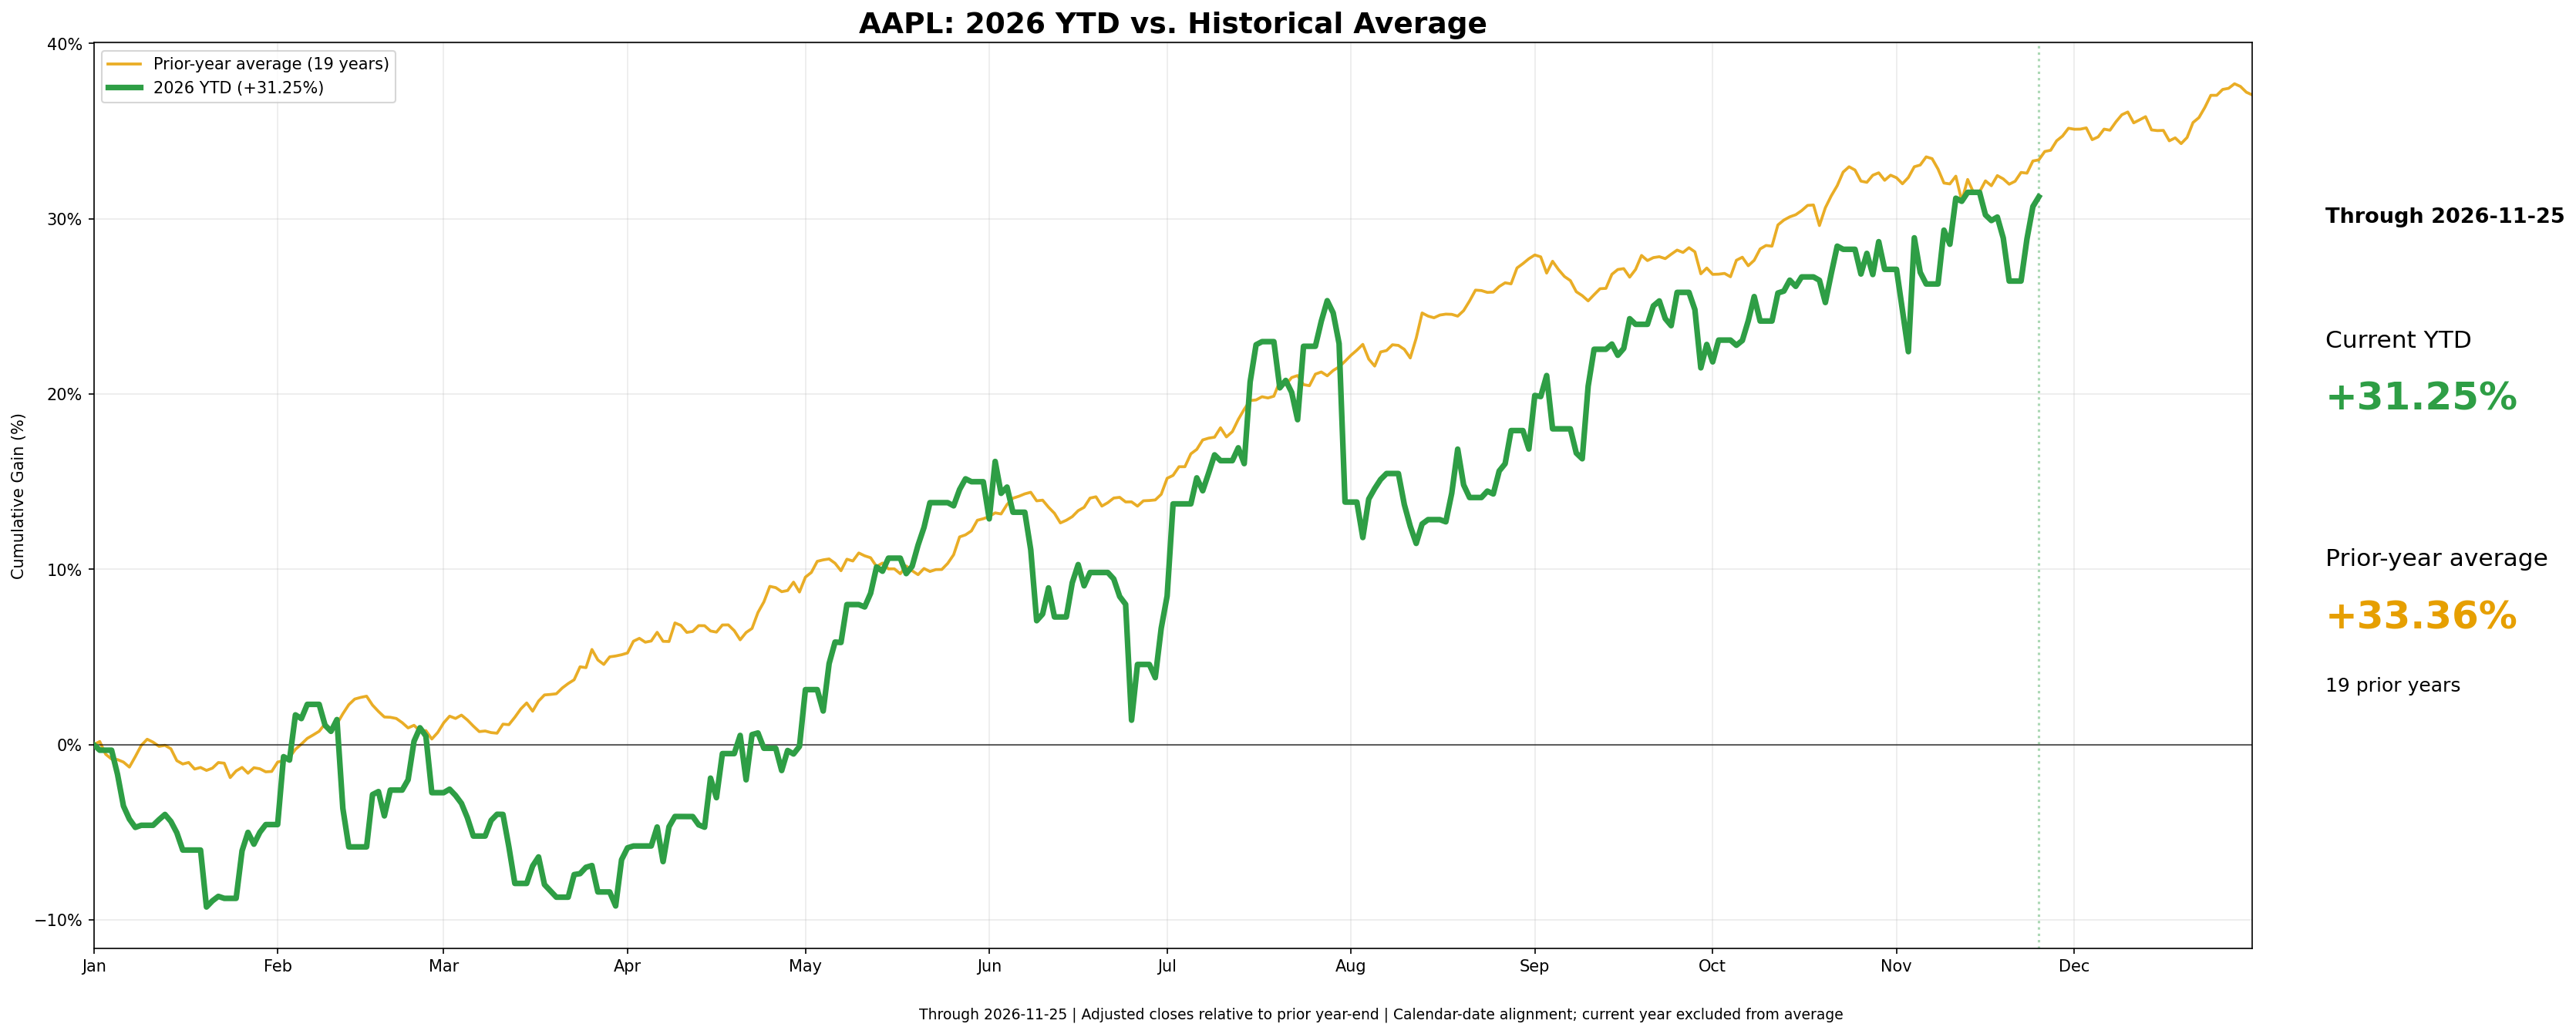 AAPL: 2026 YTD vs. Historical Average
Prior-year average (19 years)
2026 YTD (+31.25%)
40%
30%
20%
10%
0%
−10%
Cumulative Gain (%)
Jan Feb Mar Apr May Jun Jul Aug Sep Oct Nov Dec
Through 2026-11-25
Current YTD
+31.25%
Prior-year average
+33.36%
19 prior years
Through 2026-11-25 | Adjusted closes relative to prior year-end | Calendar-date alignment; current year excluded from average